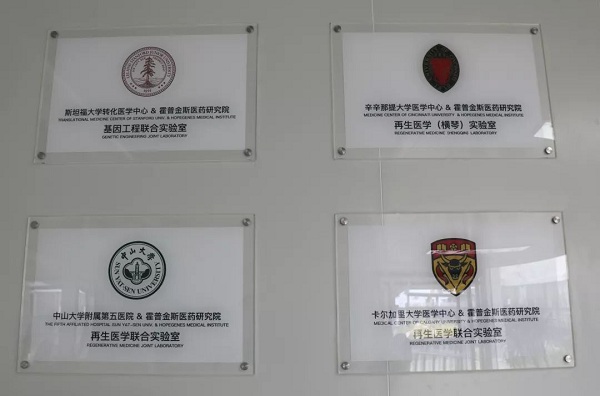 斯坦福大学转化医学中心 & 霍普金斯医药研究院
TRANSLATIONAL MEDICINE CENTER OF STANFORD UNIV. & HOPEGENES MEDICAL INSTITUTE
基因工程联合实验室
GENETIC ENGINEERING JOINT LABORATORY
辛辛那提大学医学中心 & 霍普金斯医药研究院
MEDICINE CENTER OF CINCINNATI UNIVERSITY & HOPEGENES MEDICAL INSTITUTE
再生医学（横琴）实验室
REGENERATIVE MEDICINE
中山大学
SUN YAT-SEN UNIVERSITY
中山大学附属第五医院 & 霍普金斯医药研究院
THE FIFTH AFFILIATED HOSPITAL SUN YAT-SEN UNIV. & HOPEGENES MEDICAL INSTITUTE
再生医学联合实验室
REGENERATIVE MEDICINE JOINT LABORATORY
卡尔加里大学医学中心 & 霍普金斯医药研究院
MEDICAL CENTER OF CALGARY UNIVERSITY & HOPEGENES MEDICAL INSTITUTE
再生医学联合实验室
REGENERATIVE MEDICINE JOINT LABORATORY